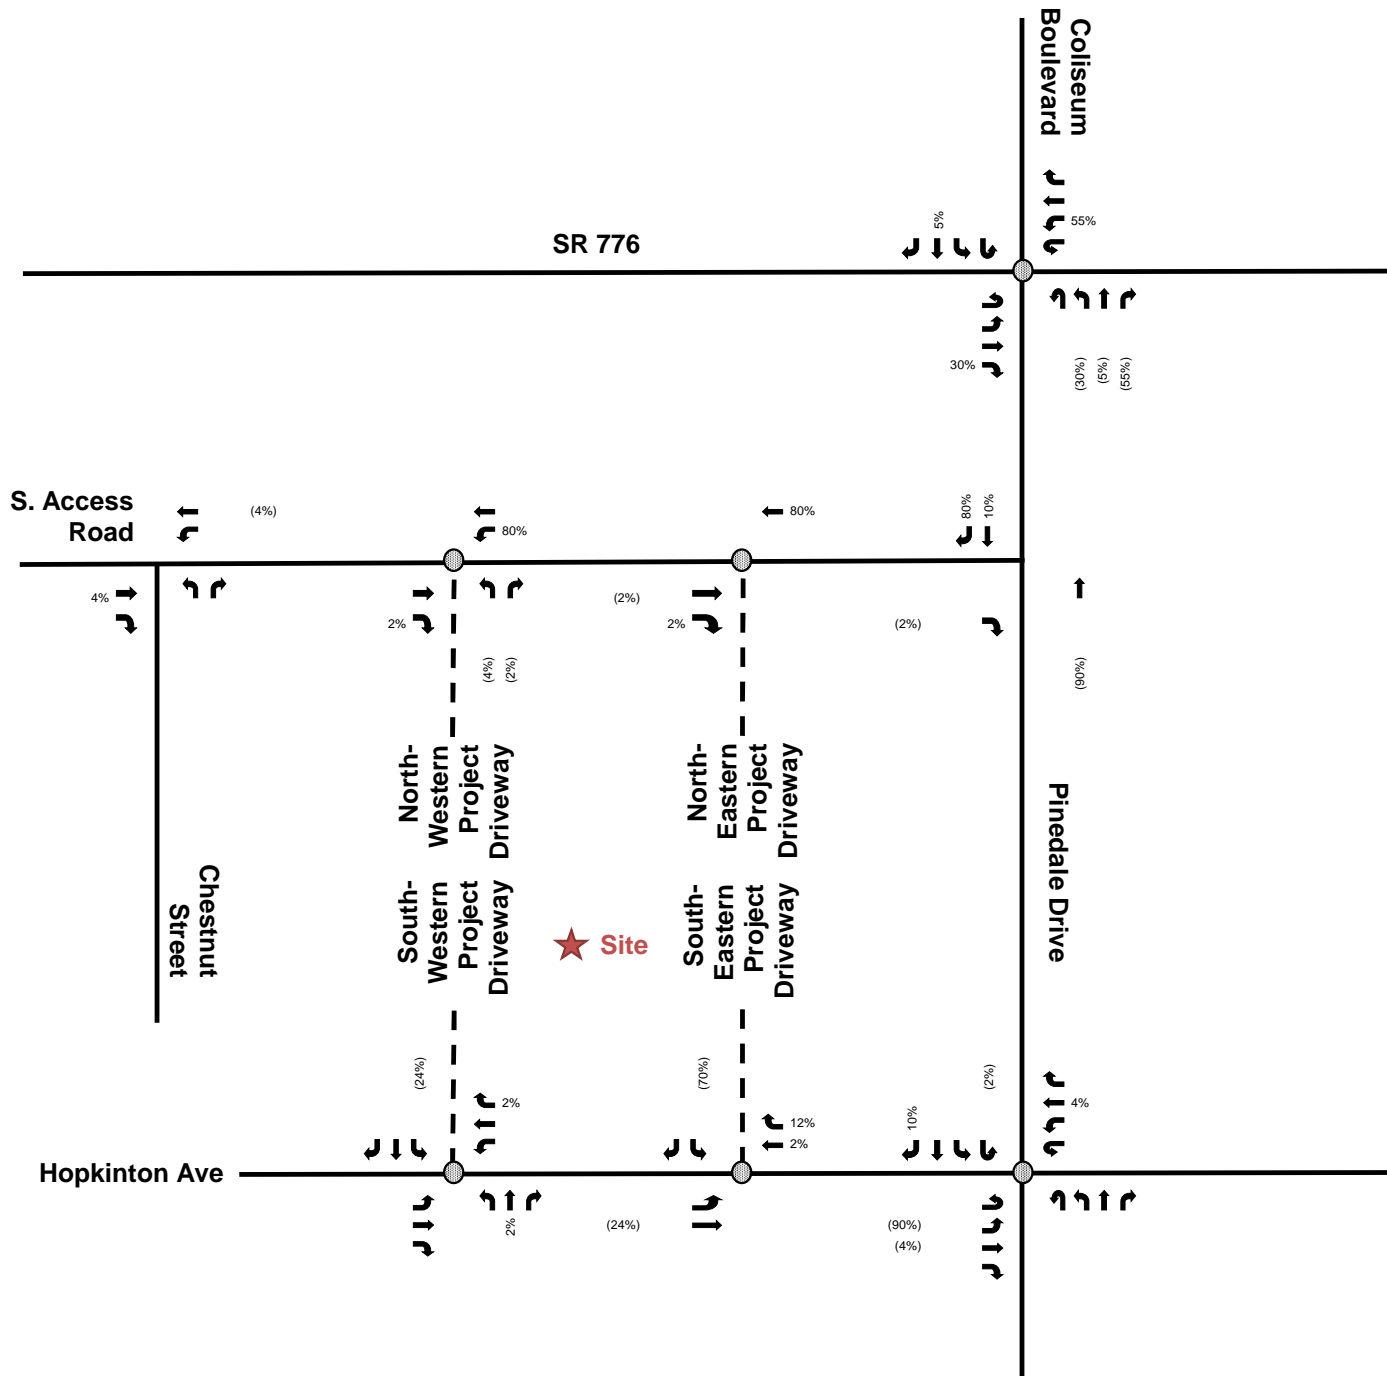 Coliseum
Boulevard
5%
55%
SR 776
30%
(30%)
(5%)
(55%)
S. Access
Road
(4%)
80%
80%
80%
10%
4%
2%
(2%)
2%
(2%)
(4%)
(2%)
(90%)
North-
Western
Project
Driveway
North-
Eastern
Project
Driveway
Pinedale Drive
Chestnut
Street
South-
Western
Project
Driveway
Site
South-
Eastern
Project
Driveway
(24%)
2%
(70%)
12%
2%
10%
(2%)
4%
Hopkinton Ave
2%
(24%)
(90%)
(4%)